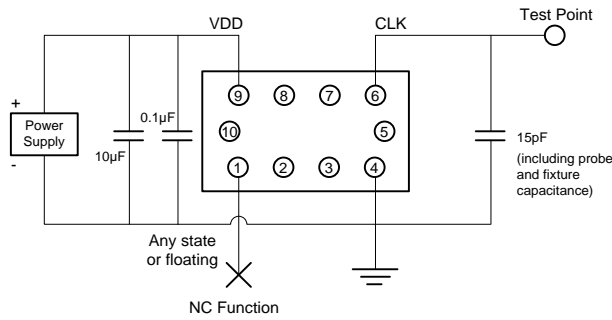 VDD
CLK
Test Point
+
Power
Supply
-
10µF
0.1µF
9
8
7
6
10
5
1
2
3
4
15pF
(including probe
and fixture
capacitance)
Any state
or floating
NC Function